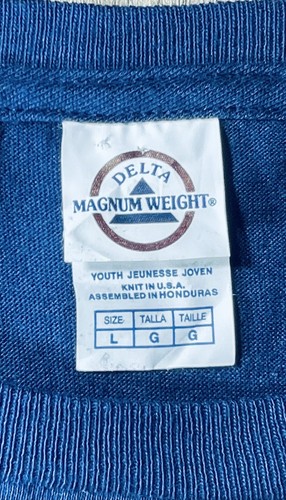 DELTA
MAGNUM WEIGHT®
YOUTH JEUNESSE JOVEN
KNIT IN U.S.A.
ASSEMBLED IN HONDURAS
SIZE TALLA TAILLE
L G G